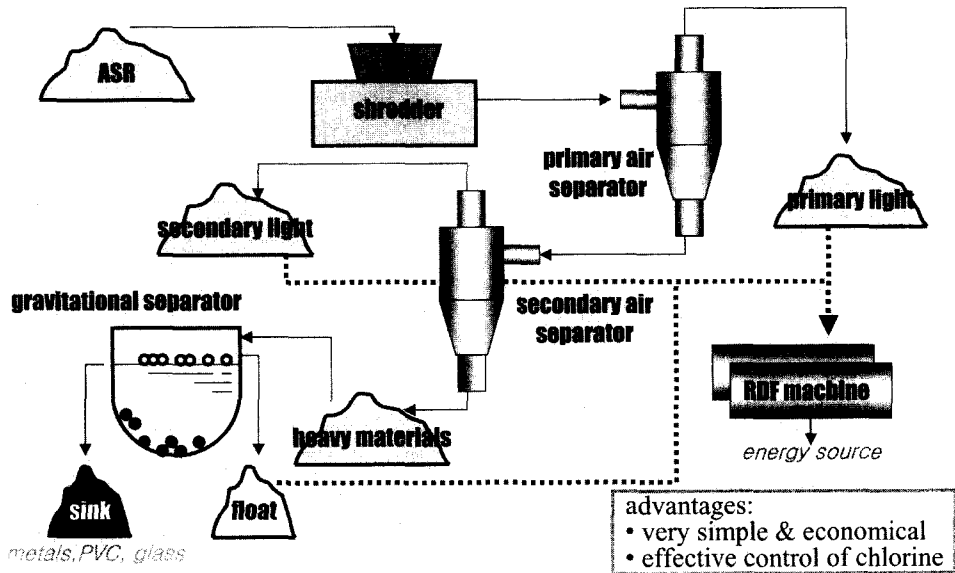 ASR
shredder
primary air
separator
primary light
secondary light
secondary air
separator
gravitational separator
heavy materials
RDF machine
energy source
sink
float
metals, PVC, glass
advantages:
• very simple & economical
• effective control of chlorine